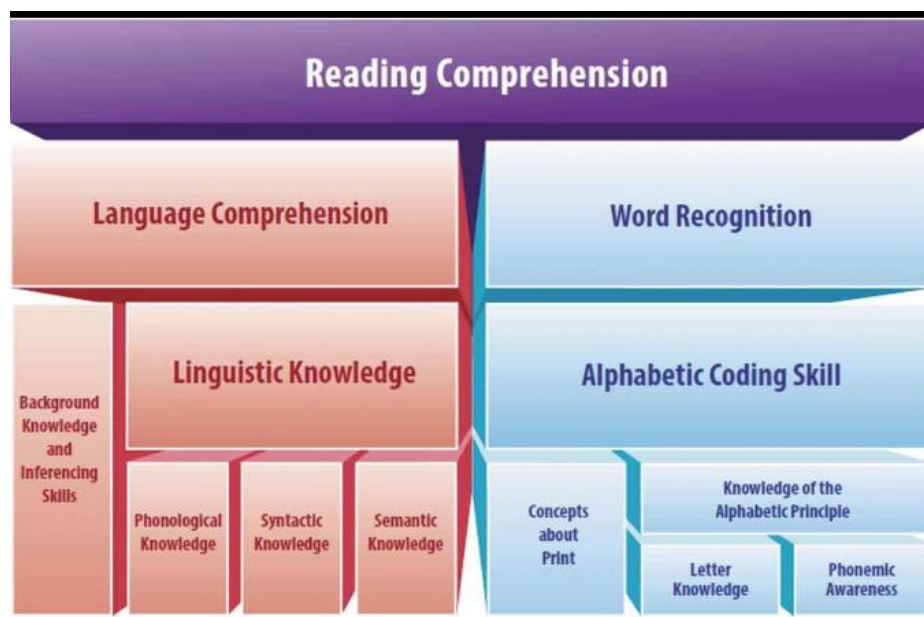 Reading Comprehension
Language Comprehension
Word Recognition
Background
Knowledge
and
Inferencing
Skills
Linguistic Knowledge
Alphabetic Coding Skill
Phonological
Knowledge
Syntactic
Knowledge
Semantic
Knowledge
Concepts
about
Print
Knowledge of the
Alphabetic Principle
Letter
Knowledge
Phonemic
Awareness